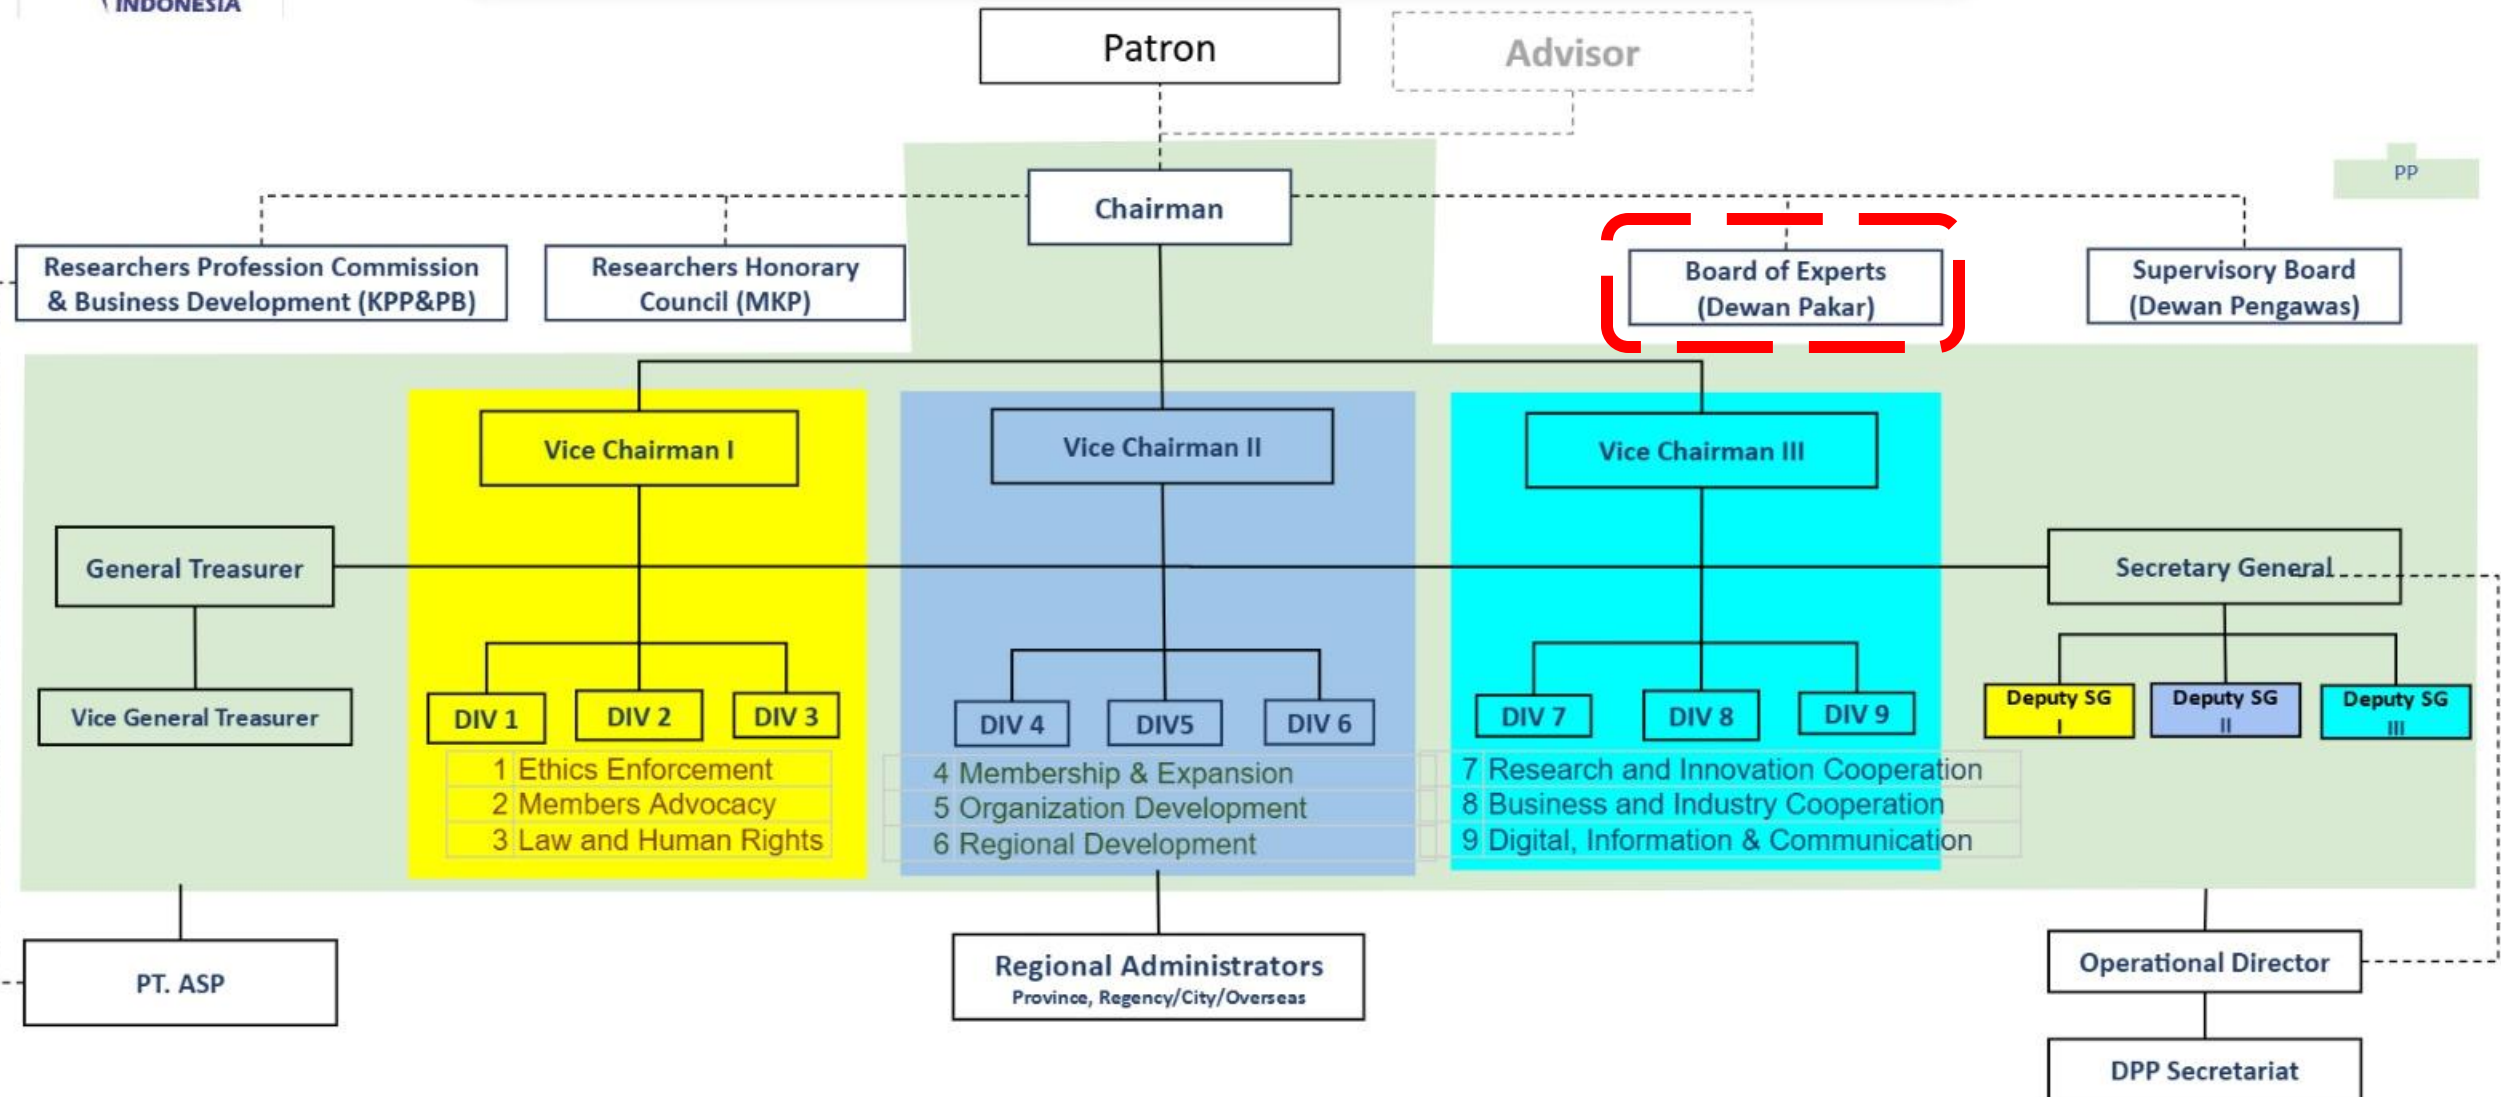 INDONESIA
Patron
Advisor
PP
Chairman
Researchers Profession Commission
& Business Development (KPP&PB)
Researchers Honorary
Council (MKP)
Board of Experts
(Dewan Pakar)
Supervisory Board
(Dewan Pengawas)
Vice Chairman I
Vice Chairman II
Vice Chairman III
General Treasurer
Secretary General
Vice General Treasurer
DIV 1
DIV 2
DIV 3
DIV 4
DIV5
DIV 6
DIV 7
DIV 8
DIV 9
Deputy SG
I
Deputy SG
II
Deputy SG
III
1 Ethics Enforcement
2 Members Advocacy
3 Law and Human Rights
4 Membership & Expansion
5 Organization Development
6 Regional Development
7 Research and Innovation Cooperation
8 Business and Industry Cooperation
9 Digital, Information & Communication
PT. ASP
Regional Administrators
Province, Regency/City/Overseas
Operational Director
DPP Secretariat